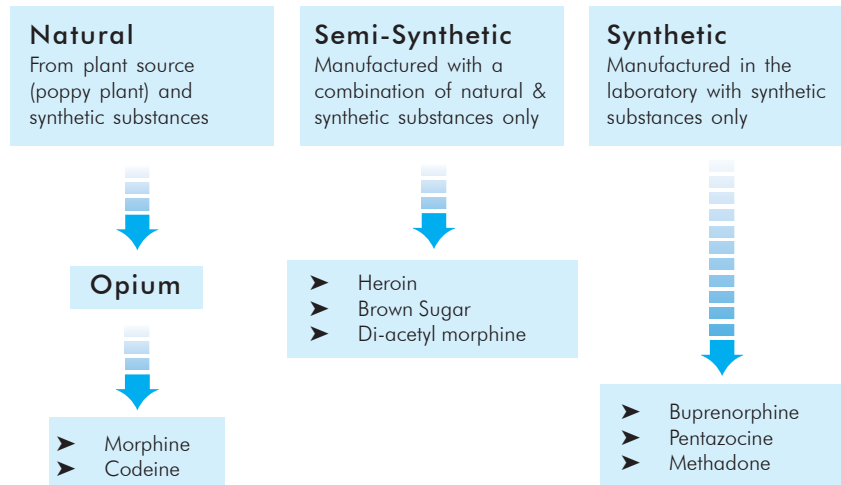 Natural
From plant source
(poppy plant) and
synthetic substances
Semi-Synthetic
Manufactured with a
combination of natural &
synthetic substances only
Synthetic
Manufactured in the
laboratory with synthetic
substances only
Opium
➤ Morphine
➤ Codeine
➤ Heroin
➤ Brown Sugar
➤ Di-acetyl morphine
➤ Buprenorphine
➤ Pentazocine
➤ Methadone